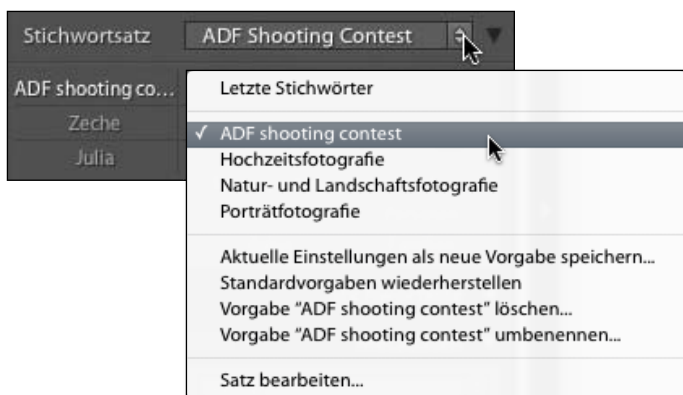 Stichwortsatz ADF Shooting Contest
ADF shooting co...
Zeche
Julia
Letzte Stichwörter
✓ ADF shooting contest
Hochzeitsfotografie
Natur- und Landschaftsfotografie
Porträtfotografie
Aktuelle Einstellungen als neue Vorgabe speichern...
Standardvorgaben wiederherstellen
Vorgabe “ADF shooting contest” löschen...
Vorgabe “ADF shooting contest” umbenennen...
Satz bearbeiten...